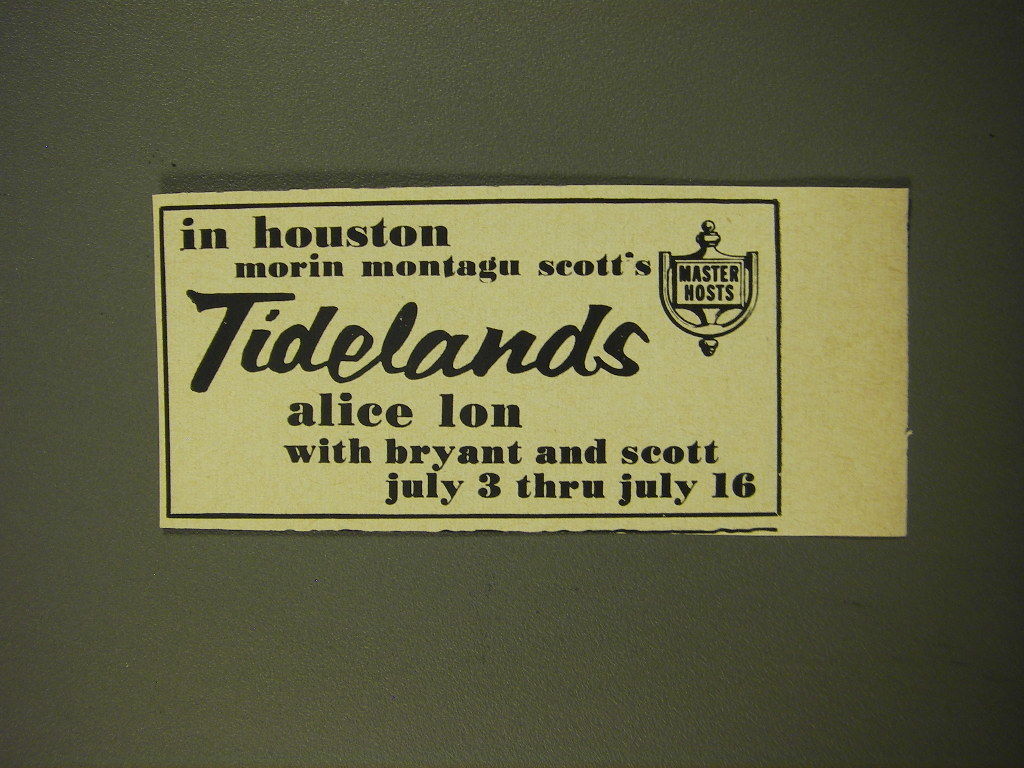 in houston
morin montagu scott's
MASTER
HOSTS
Tidelands
alice lon
with bryant and scott
july 3 thru july 16